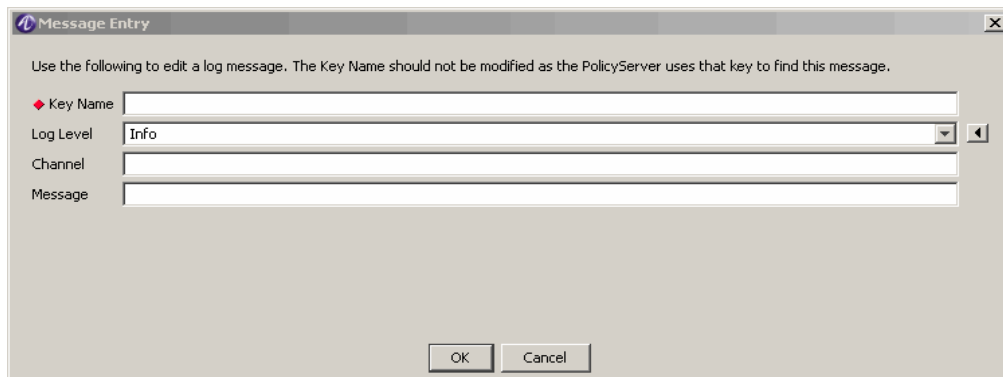 Message Entry
Use the following to edit a log message. The Key Name should not be modified as the PolicyServer uses that key to find this message.
Key Name
Log Level Info
Channel
Message
OK Cancel